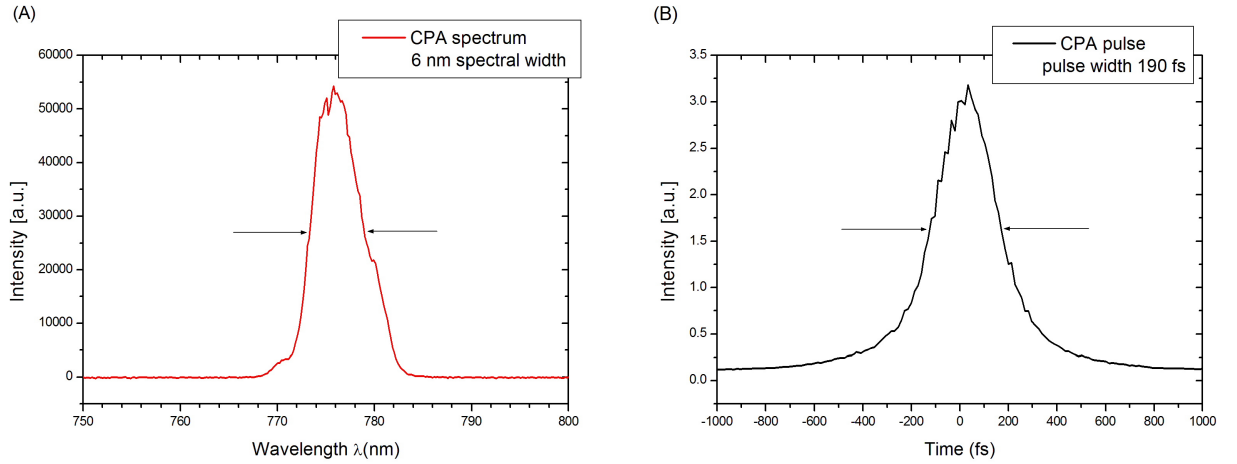 (A)
CPA spectrum
6 nm spectral width
60000
50000
40000
30000
20000
10000
0
Intensity [a.u.]
750 760 770 780 790 800
Wavelength λ(nm)
(B)
CPA pulse
pulse width 190 fs
3.5
3.0
2.5
2.0
1.5
1.0
0.5
0.0
Intensity [a.u.]
-1000 -800 -600 -400 -200 0 200 400 600 800 1000
Time (fs)